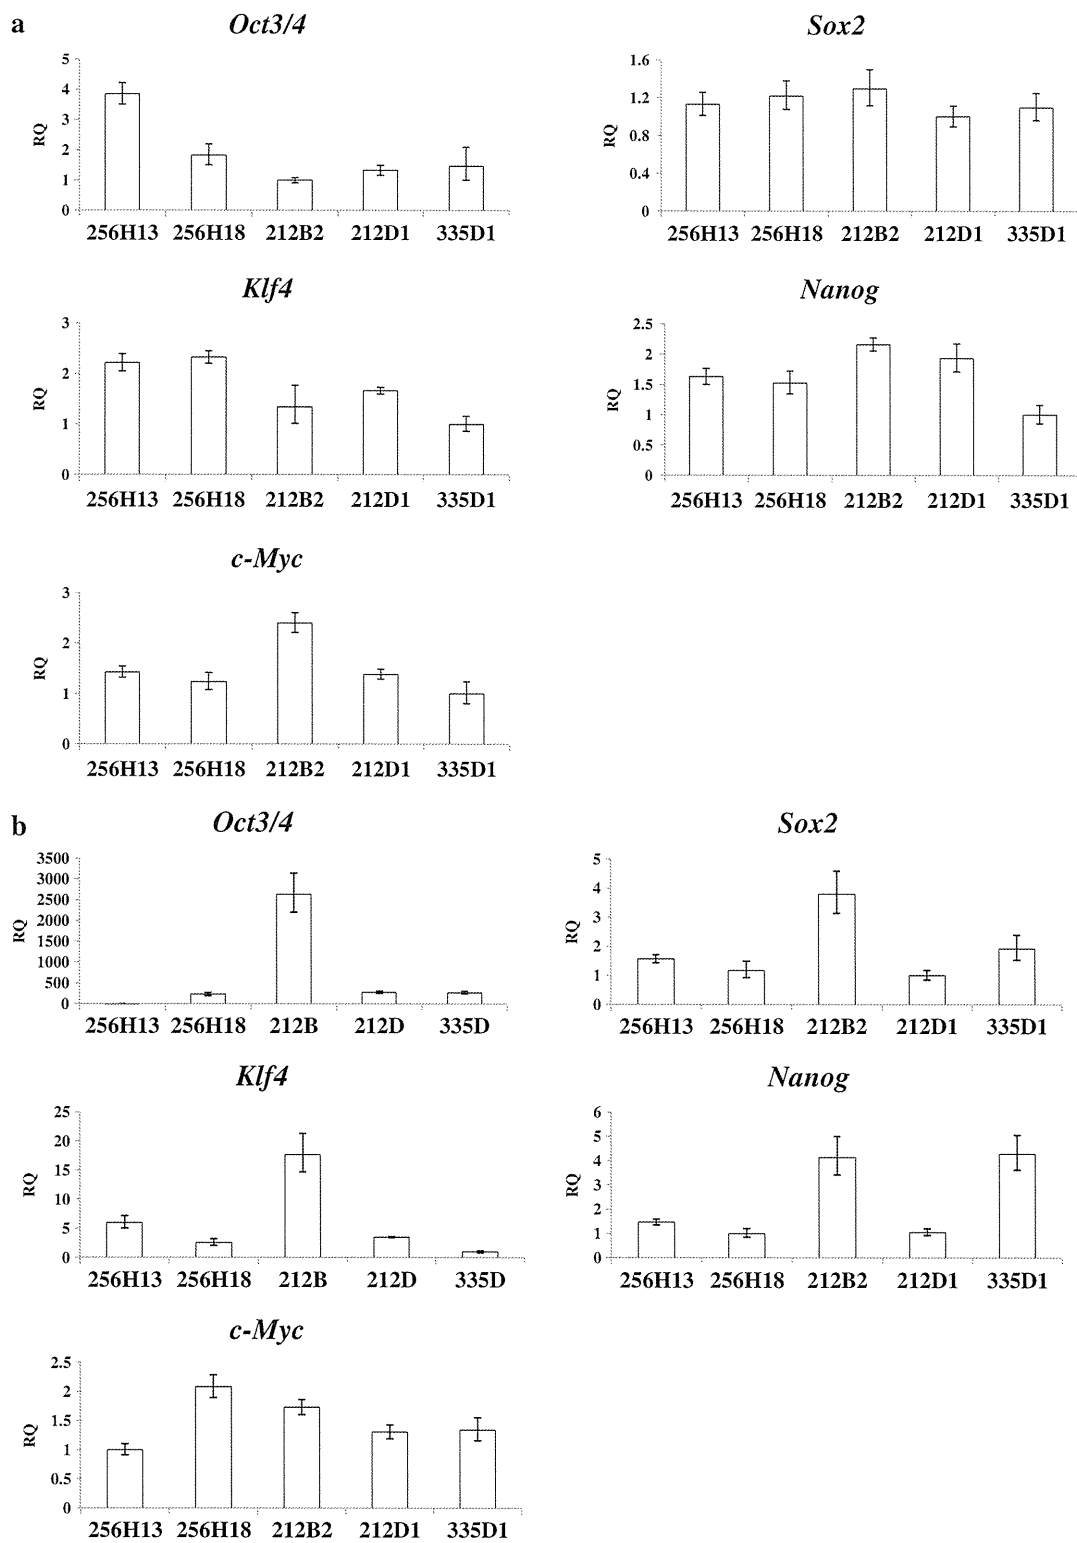 a
Oct3/4
5
4
3
2
1
0
RQ
256H13 256H18 212B2 212D1 335D1
Sox2
1.6
1.2
0.8
0.4
0
RQ
256H13 256H18 212B2 212D1 335D1
Klf4
3
2
1
0
RQ
256H13 256H18 212B2 212D1 335D1
Nanog
2.5
2
1.5
1
0.5
0
RQ
256H13 256H18 212B2 212D1 335D1
c-Myc
3
2
1
0
RQ
256H13 256H18 212B2 212D1 335D1
b
Oct3/4
3500
3000
2500
2000
1500
1000
500
0
RQ
256H13 256H18 212B 212D 335D
Sox2
5
4
3
2
1
0
RQ
256H13 256H18 212B2 212D1 335D1
Klf4
25
20
15
10
5
0
RQ
256H13 256H18 212B 212D 335D
Nanog
6
5
4
3
2
1
0
RQ
256H13 256H18 212B2 212D1 335D1
c-Myc
2.5
2
1.5
1
0.5
0
RQ
256H13 256H18 212B2 212D1 335D1